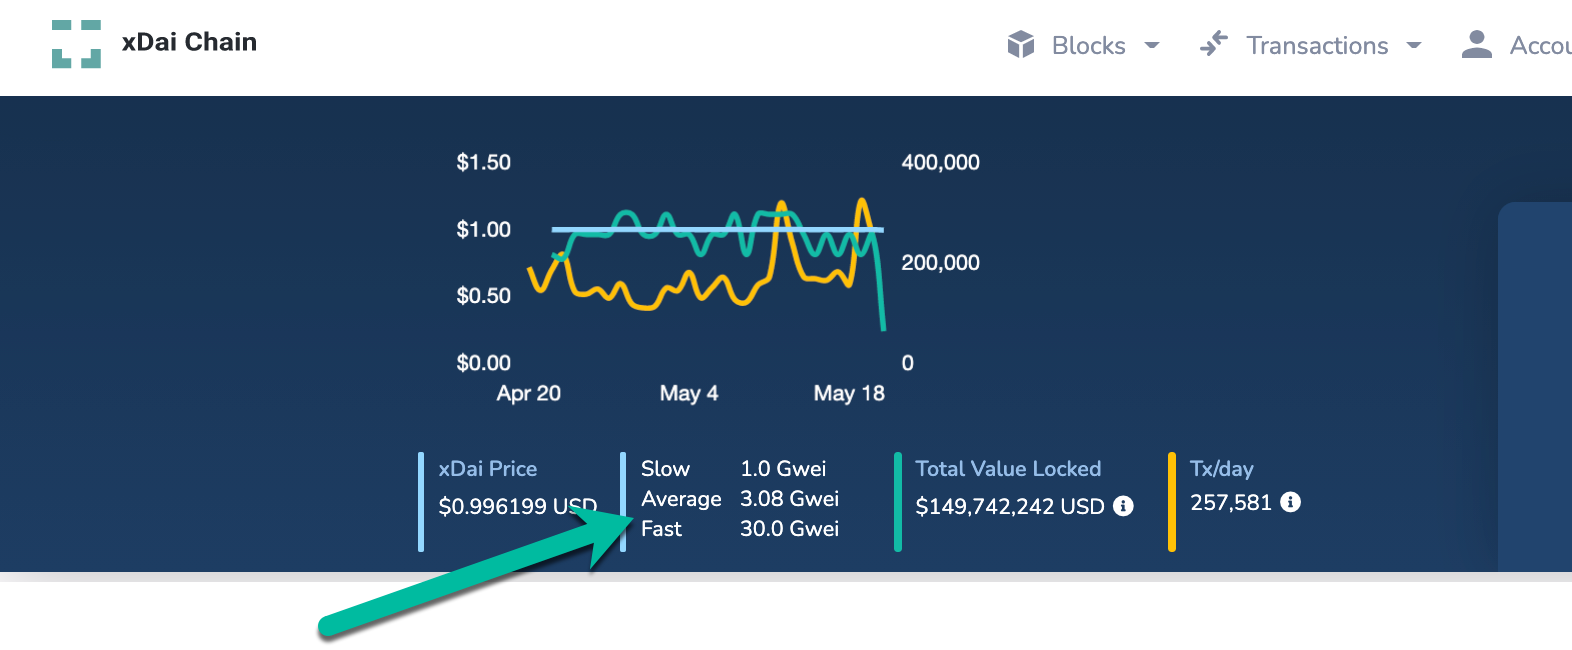 xDai Chain
Blocks
Transactions
Accou
$1.50
$1.00
$0.50
$0.00
400,000
200,000
0
Apr 20
May 4
May 18
xDai Price
$0.996199 USD
Slow 1.0 Gwei
Average 3.08 Gwei
Fast 30.0 Gwei
Total Value Locked
$149,742,242 USD
Tx/day
257,581